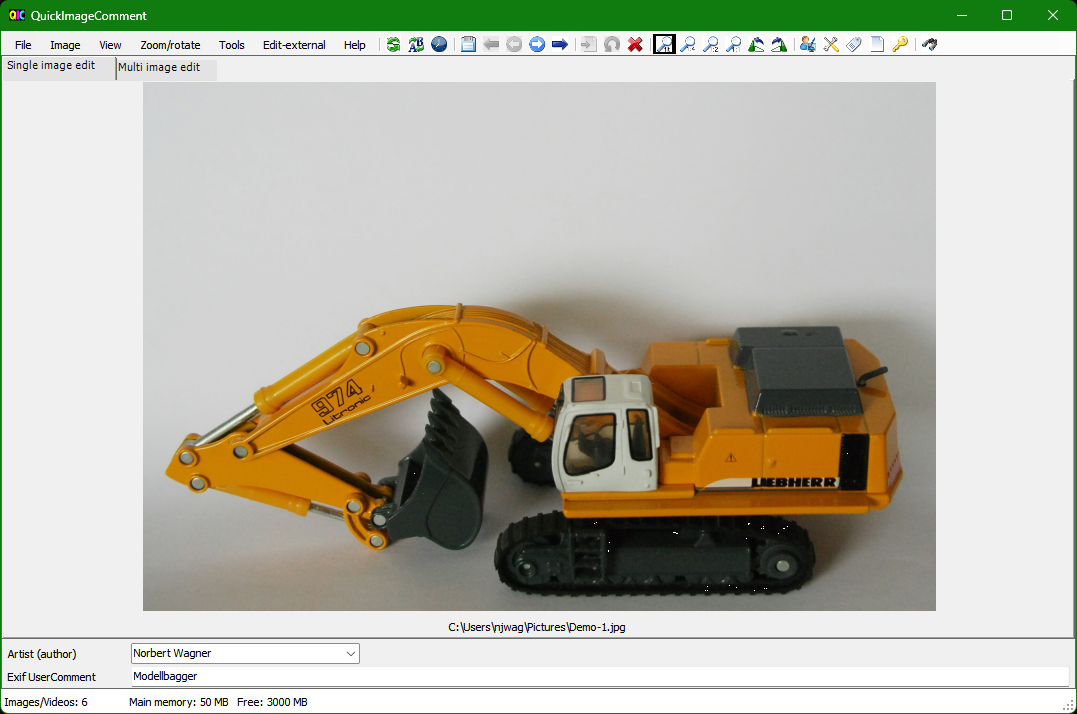 QIC QuickImageComment
File Image View Zoom/rotate Tools Edit-external Help
Single image edit Multi image edit
974
Litronic
LIEBHERR
C:\Users\njwag\Pictures\Demo-1.jpg
Artist (author) Norbert Wagner
Exif UserComment Modellbagger
Images/Videos: 6 Main memory: 50 MB Free: 3000 MB